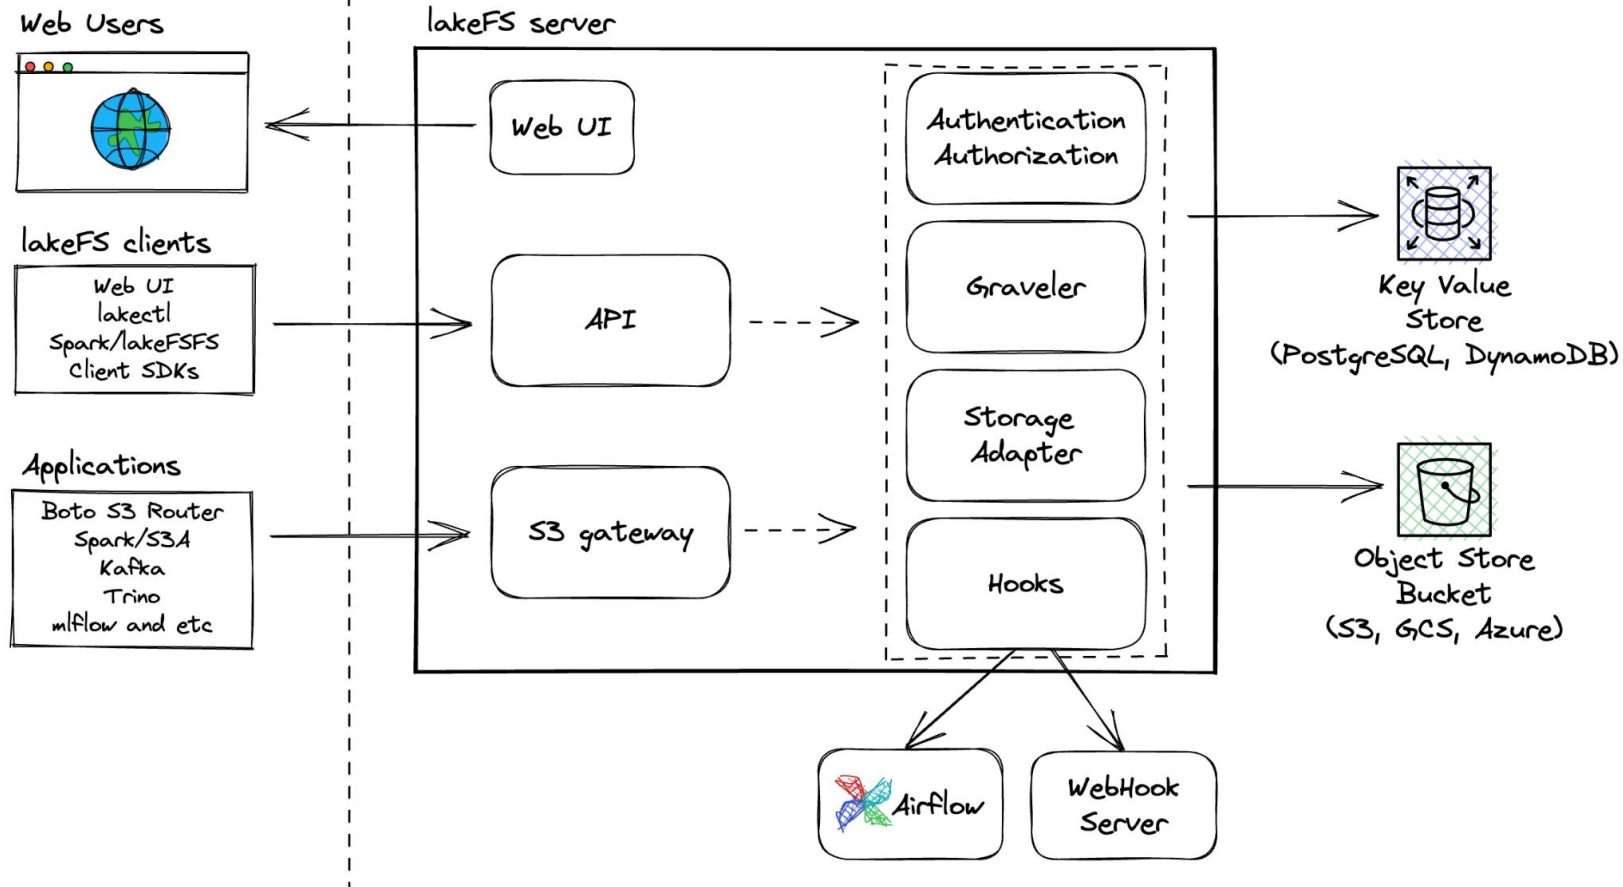 Web Users
lakeFS clients
Web UI
lakectl
Spark/lakeFSFS
Client SDKs
Applications
Boto S3 Router
Spark/S3A
Kafka
Trino
mlflow and etc
lakeFS server
Web UI
API
S3 gateway
Authentication
Authorization
Graveler
Storage
Adapter
Hooks
Airflow
WebHook
Server
Key Value
Store
(PostgreSQL, DynamoDB)
Object Store
Bucket
(S3, GCS, Azure)